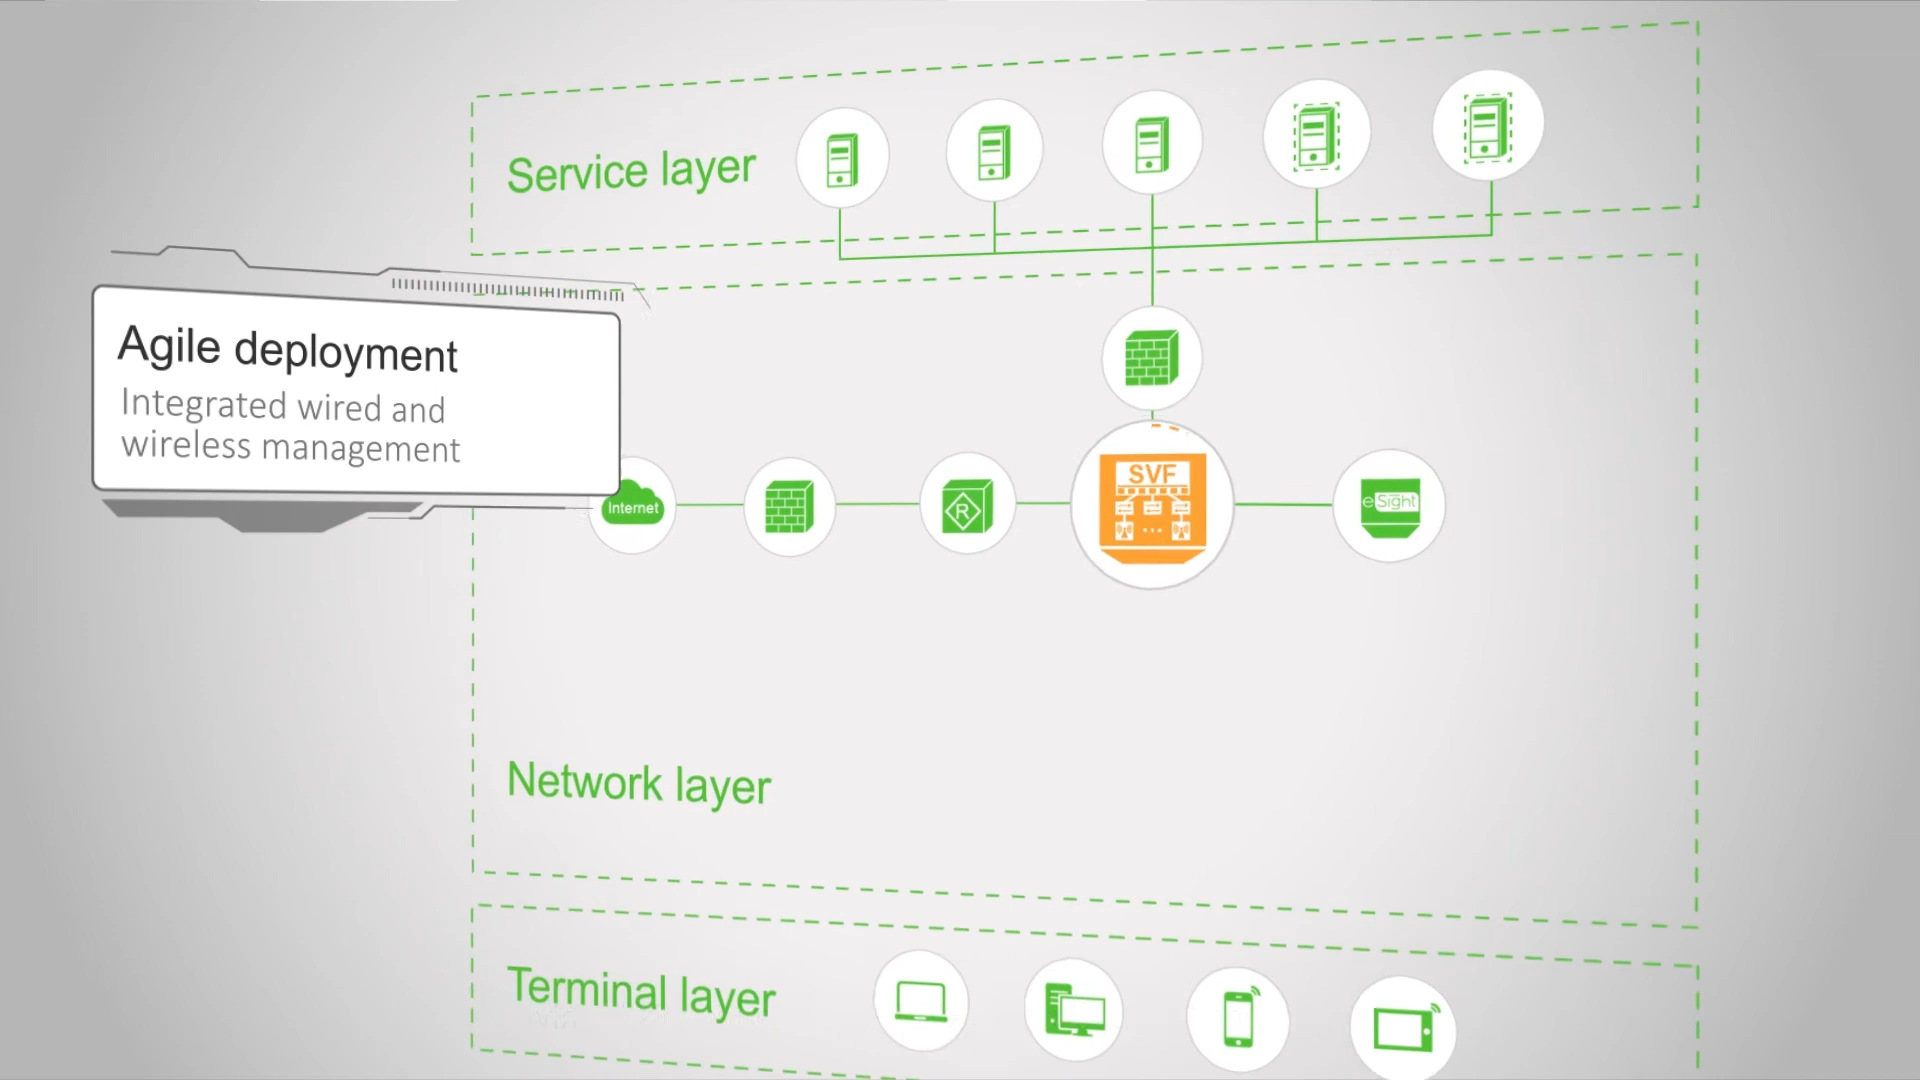 Service layer
Agile deployment
Integrated wired and
wireless management
SVF
Internet
R
eSight
...
Network layer
Terminal layer